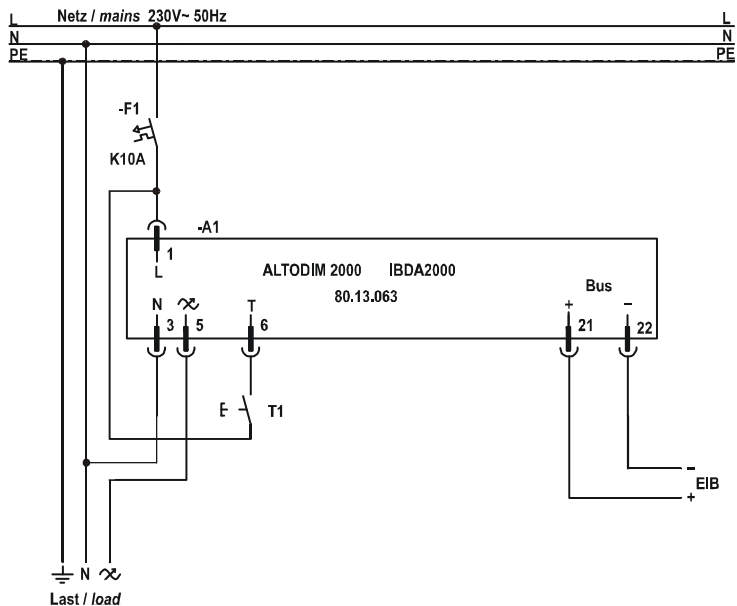 Netz / mains 230V~ 50Hz
L L
N N
PE PE
-F1
K10A
-A1
1
L
ALTODIM 2000 IBDA2000
80.13.063
Bus
N T + -
3 5 6 21 22
T1
-
EIB
+
N
Last / load